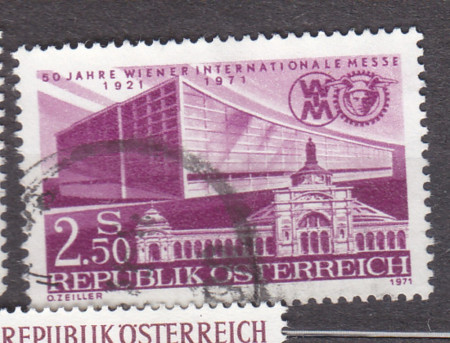 50 JAHRE WIENER INTERNATIONALE MESSE
1921 1971
WM
S
2.50
REPUBLIK ÖSTERREICH
O. ZEILLER 1971
REPUBLIK ÖSTERREICH